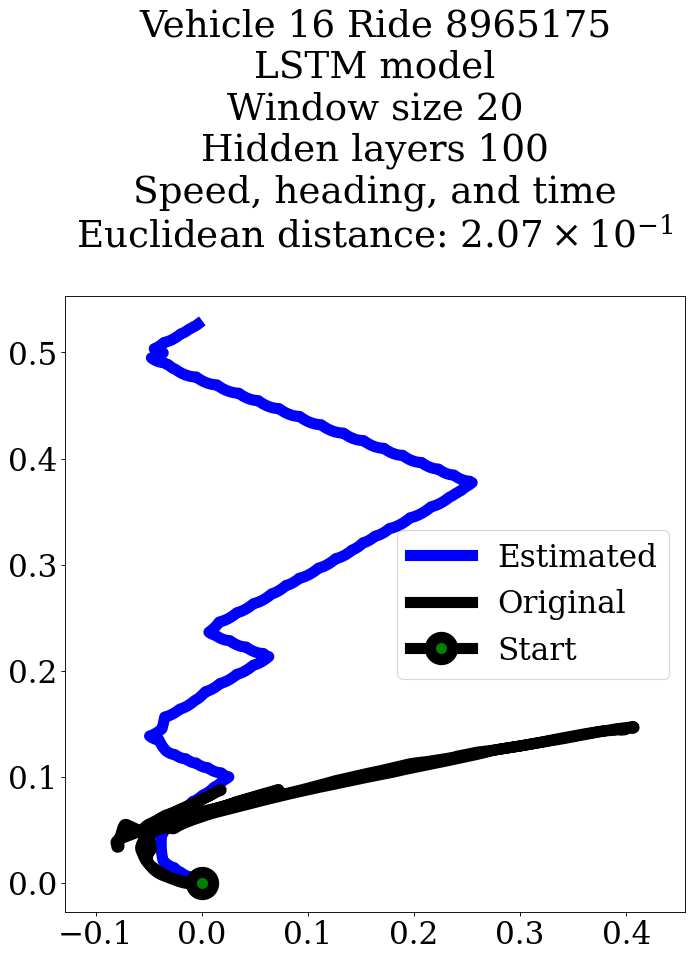 Vehicle 16 Ride 8965175
LSTM model
Window size 20
Hidden layers 100
Speed, heading, and time
Euclidean distance: 2.07 × 10⁻¹
0.5
0.4
0.3
0.2
0.1
0.0
Estimated
Original
Start
−0.1 0.0 0.1 0.2 0.3 0.4